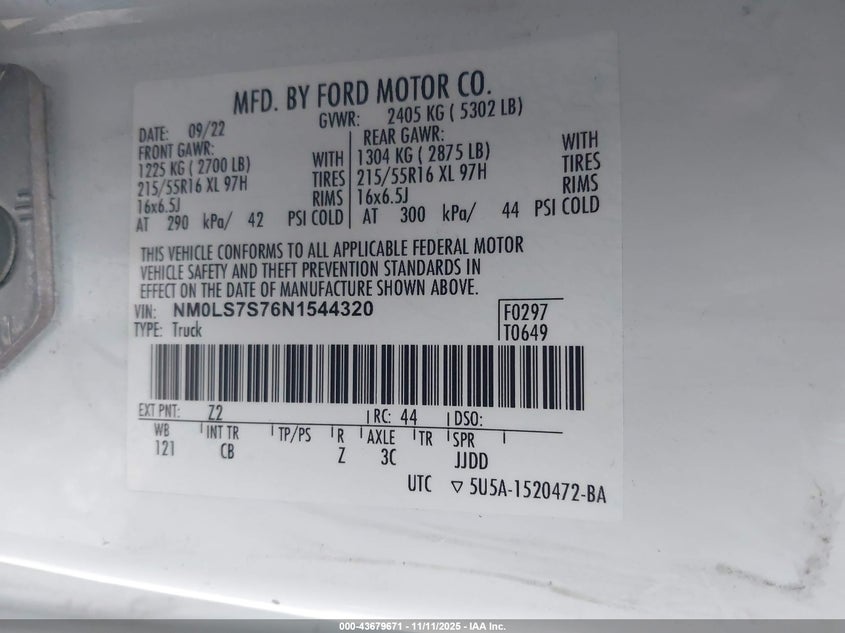 MFD. BY FORD MOTOR CO.
DATE: 09/22 GVWR: 2405 KG ( 5302 LB)
FRONT GAWR: REAR GAWR:
1225 KG ( 2700 LB) WITH 1304 KG ( 2875 LB) WITH
215/55R16 XL 97H TIRES 215/55R16 XL 97H TIRES
16x6.5J RIMS 16x6.5J RIMS
AT 290 kPa/ 42 PSI COLD AT 300 kPa/ 44 PSI COLD
THIS VEHICLE CONFORMS TO ALL APPLICABLE FEDERAL MOTOR
VEHICLE SAFETY AND THEFT PREVENTION STANDARDS IN
EFFECT ON THE DATE OF MANUFACTURE SHOWN ABOVE.
VIN: NM0LS7S76N1544320 F0297
TYPE: Truck T0649
EXT PNT: Z2 RC: 44 DSO:
WB INT TR TP/PS R AXLE TR SPR
121 CB Z 3C JJDD
UTC ▽ 5U5A-1520472-BA
000-43679671 - 11/11/2025 - IAA Inc.